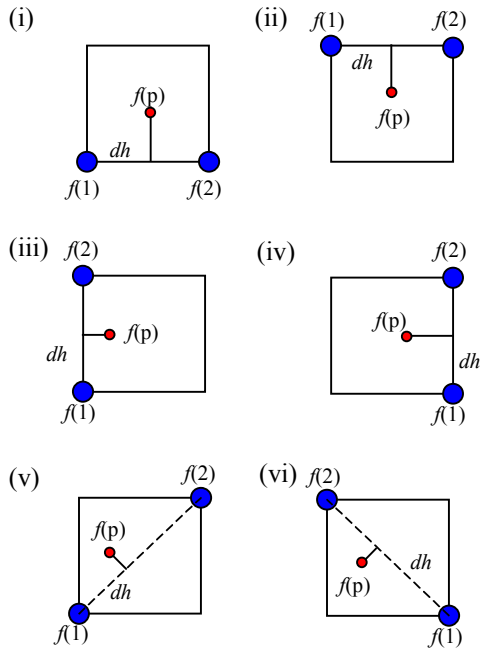 (i)
f(p)
dh
f(1) f(2)
(ii)
f(1) f(2)
dh
f(p)
(iii)
f(2)
f(p)
dh
f(1)
(iv)
f(2)
f(p)
dh
f(1)
(v)
f(2)
f(p)
dh
f(1)
(vi)
f(2)
dh
f(p)
f(1)